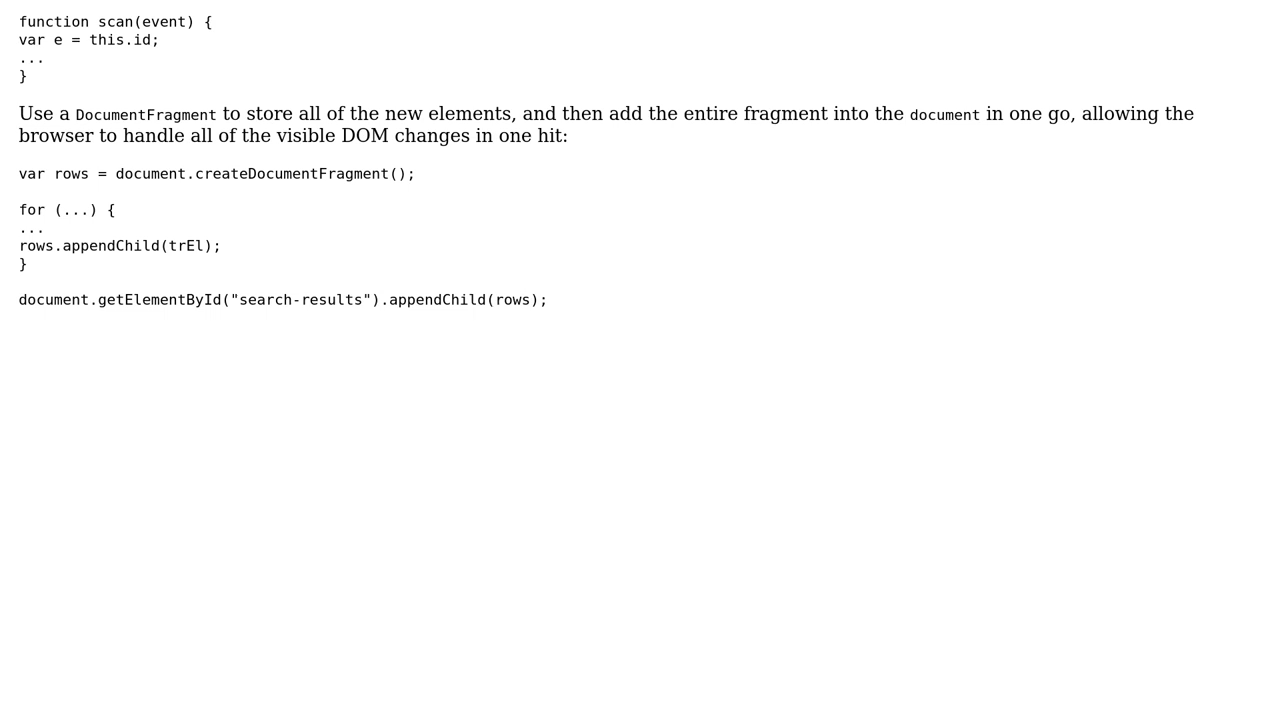 function scan(event) {
var e = this.id;
...
}
Use a DocumentFragment to store all of the new elements, and then add the entire fragment into the document in one go, allowing the
browser to handle all of the visible DOM changes in one hit:
var rows = document.createDocumentFragment();
for (...) {
...
rows.appendChild(trEl);
}
document.getElementById("search-results").appendChild(rows);